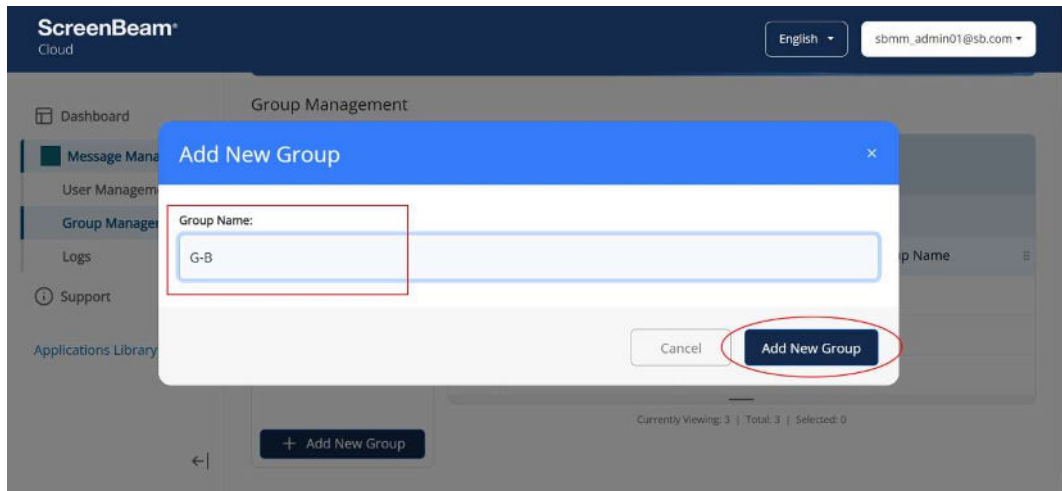 ScreenBeam®
Cloud
English
sbmm_admin01@sb.com
Dashboard
Group Management
Message Mana
Add New Group
×
User Managem
Group Manage
Group Name:
G-B
p Name
Logs
Support
Applications Library
Cancel
Add New Group
Currently Viewing: 3 | Total: 3 | Selected: 0
+ Add New Group